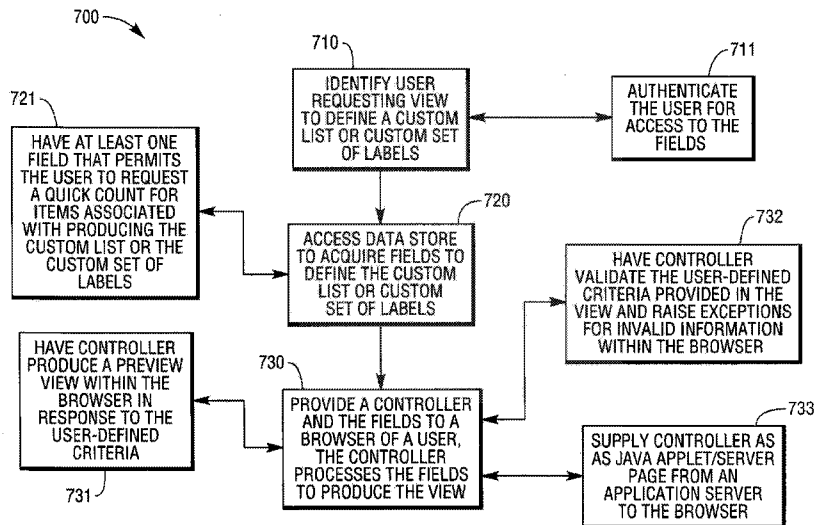 700
710
IDENTIFY USER
REQUESTING VIEW
TO DEFINE A CUSTOM
LIST OR CUSTOM SET
OF LABELS
711
AUTHENTICATE
THE USER FOR
ACCESS TO THE
FIELDS
721
HAVE AT LEAST ONE
FIELD THAT PERMITS
THE USER TO REQUEST
A QUICK COUNT FOR
ITEMS ASSOCIATED
WITH PRODUCING THE
CUSTOM LIST OR THE
CUSTOM SET OF
LABELS
720
ACCESS DATA STORE
TO ACQUIRE FIELDS TO
DEFINE THE CUSTOM
LIST OR CUSTOM
SET OF LABELS
732
HAVE CONTROLLER
VALIDATE THE USER-DEFINED
CRITERIA PROVIDED IN THE
VIEW AND RAISE EXCEPTIONS
FOR INVALID INFORMATION
WITHIN THE BROWSER
HAVE CONTROLLER
PRODUCE A PREVIEW
VIEW WITHIN THE
BROWSER IN
RESPONSE TO THE
USER-DEFINED
CRITERIA
731
730
PROVIDE A CONTROLLER
AND THE FIELDS TO A
BROWSER OF A USER,
THE CONTROLLER
PROCESSES THE FIELDS
TO PRODUCE THE VIEW
733
SUPPLY CONTROLLER AS
AS JAVA APPLET/SERVER
PAGE FROM AN
APPLICATION SERVER
TO THE BROWSER